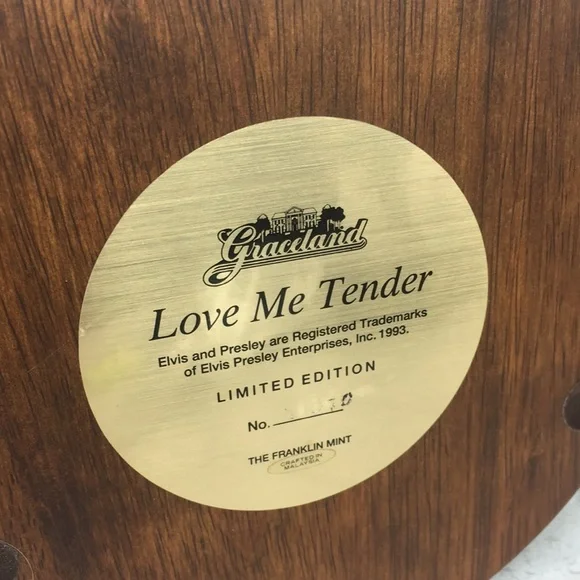 Graceland
Love Me Tender
Elvis and Presley are Registered Trademarks
of Elvis Presley Enterprises, Inc. 1993.
LIMITED EDITION
No.
THE FRANKLIN MINT
CRAFTED IN
MALAYSIA